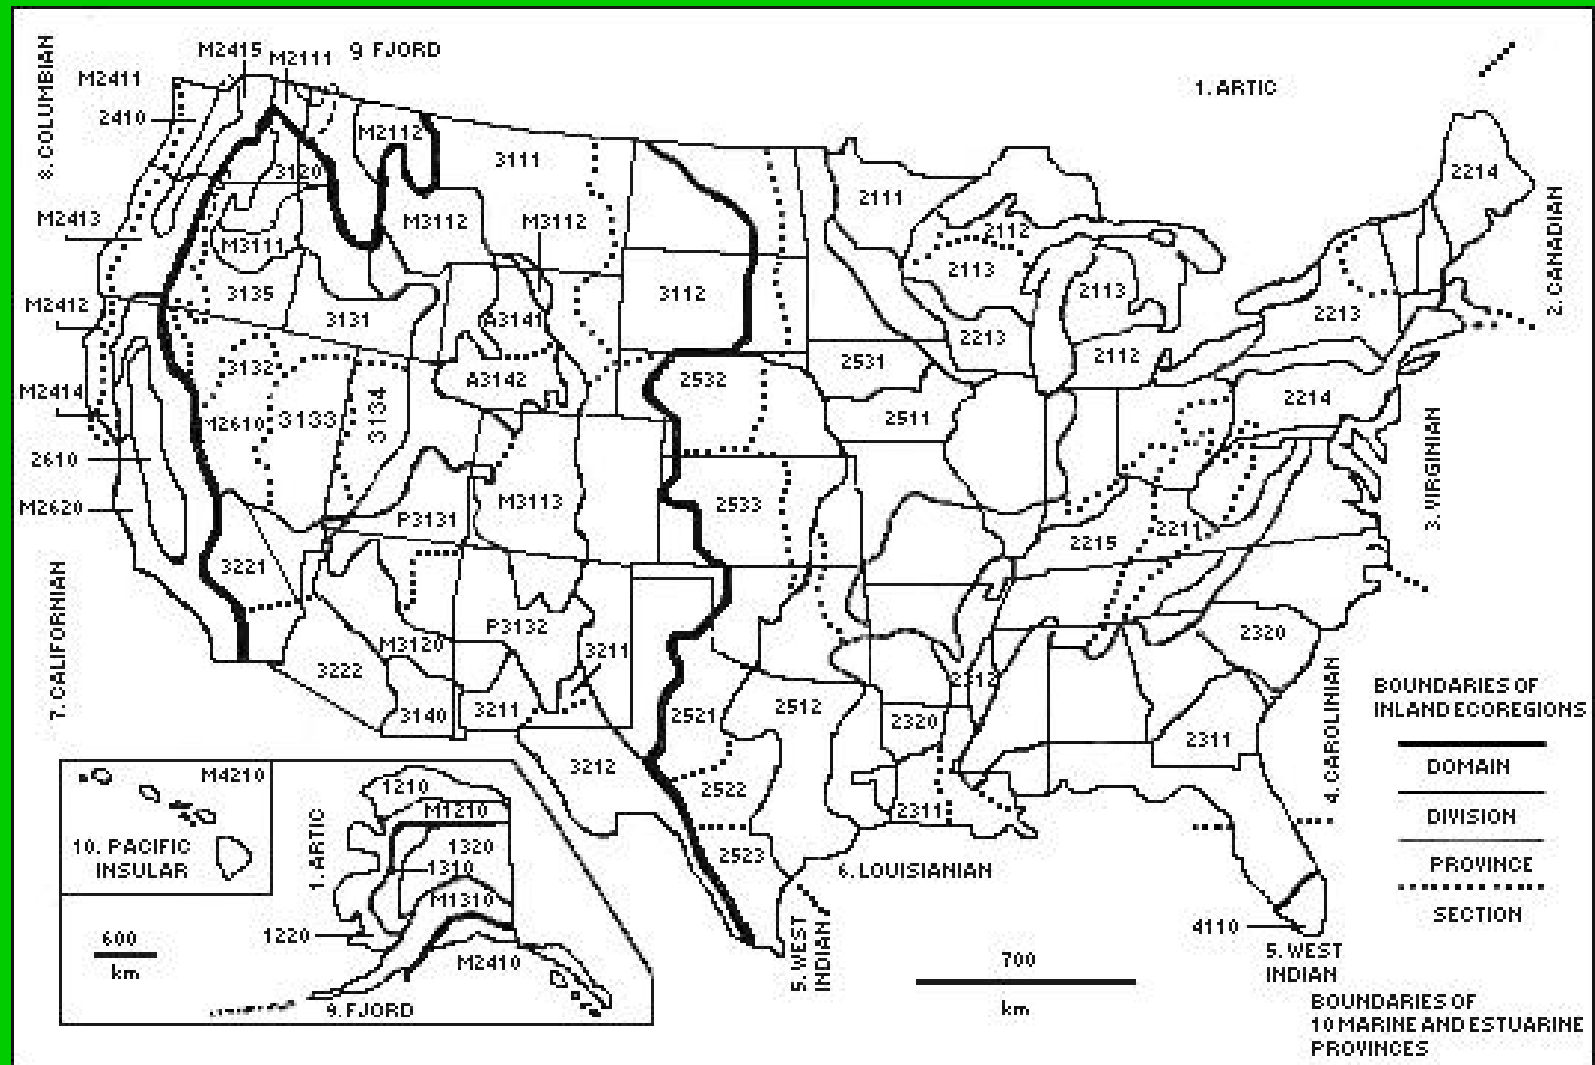 M2415
M2111
9 FJORD
M2411
2410
8. COLUMBIAN
1. ARTIC
M2112
3111
3120
M2413
M3112
M3112
M3111
2111
2112
2113
2113
2214
2. CANADIAN
3135
3131
M2412
3112
A3141
2213
2213
2112
3132
A3142
2532
2531
2214
M2414
M2610
3133
3134
2511
2610
M2620
M3113
2533
P3131
3. VIRGINIAN
2211
2215
3221
7. CALIFORNIAN
P3132
M3120
3211
2320
3222
3140
3211
2521
2512
2312
2320
2311
4. CAROLINIAN
3212
2522
2311
2523
6. LOUISIANIAN
5. WEST
INDIAN
4110
5. WEST
INDIAN
M4210
10. PACIFIC
INSULAR
1210
M1210
1. ARTIC
1320
1310
M1310
1220
M2410
600
km
9. FJORD
700
km
BOUNDARIES OF
INLAND ECOREGIONS
DOMAIN
DIVISION
PROVINCE
SECTION
BOUNDARIES OF
10 MARINE AND ESTUARINE
PROVINCES